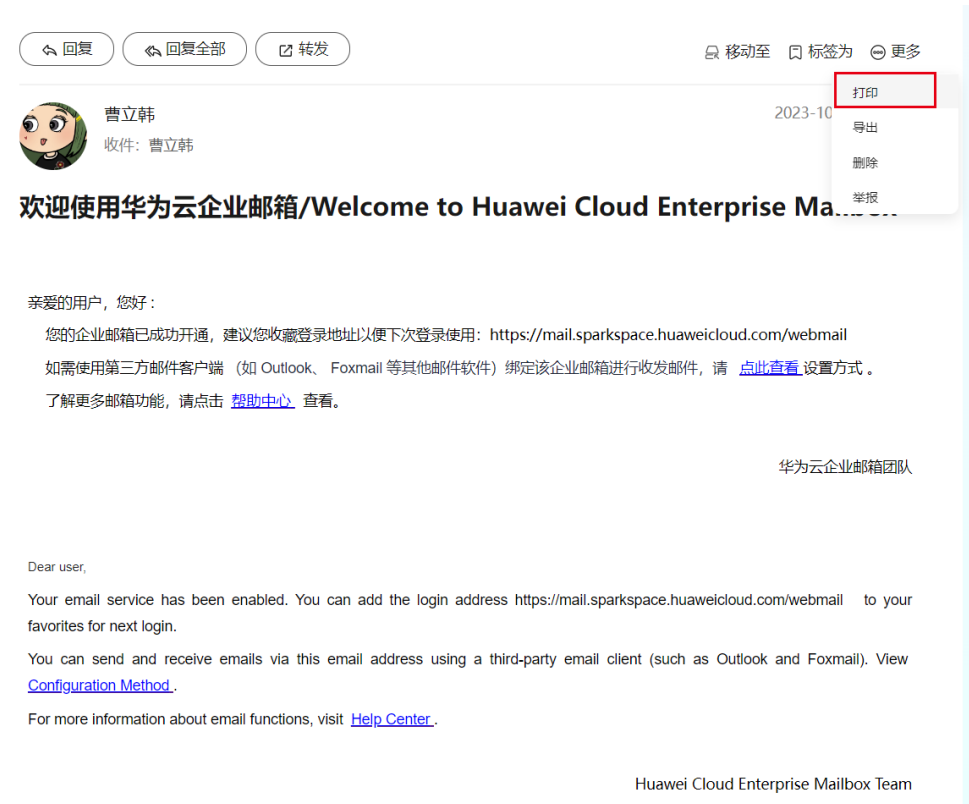 回复 回复全部 转发 移动至 标签为 更多
打印
导出
删除
举报
曹立韩 2023-10
收件：曹立韩
欢迎使用华为云企业邮箱/Welcome to Huawei Cloud Enterprise
亲爱的用户，您好：
您的企业邮箱已成功开通，建议您收藏登录地址以便下次登录使用：https://mail.sparkspace.huaweicloud.com/webmail
如需使用第三方邮件客户端 （如 Outlook、 Foxmail 等其他邮件软件）绑定该企业邮箱进行收发邮件，请 点此查看 设置方式 。
了解更多邮箱功能，请点击 帮助中心 查看。
华为云企业邮箱团队
Dear user,
Your email service has been enabled. You can add the login address https://mail.sparkspace.huaweicloud.com/webmail to your
favorites for next login.
You can send and receive emails via this email address using a third-party email client (such as Outlook and Foxmail). View
Configuration Method .
For more information about email functions, visit Help Center .
Huawei Cloud Enterprise Mailbox Team